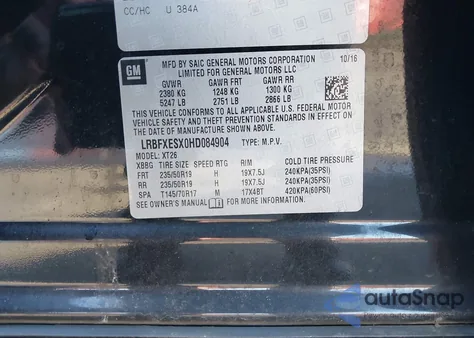 CC/HC U 384A
GM
MFD BY SAIC GENERAL MOTORS CORPORATION 10/16
LIMITED FOR GENERAL MOTORS LLC
GVWR GAWR FRT GAWR RR
2380 KG 1248 KG 1300 KG
5247 LB 2751 LB 2866 LB
THIS VEHICLE CONFORMS TO ALL APPLICABLE U.S. FEDERAL MOTOR
VEHICLE SAFETY, BUMPER, AND THEFT PREVENTION STANDARDS IN
EFFECT ON THE DATE OF MANUFACTURE SHOWN ABOVE.
LRBFXESX0HD084904 TYPE: M.P.V.
MODEL: XT26
XBBG TIRE SIZE SPEED RTG RIM COLD TIRE PRESSURE
FRT 235/50R19 H 19X7.5J 240KPA(35PSI)
RR 235/50R19 H 19X7.5J 240KPA(35PSI)
SPA T145/70R17 M 17X4BT 420KPA(60PSI)
SEE OWNER'S MANUAL FOR MORE INFORMATION.
autoSnap